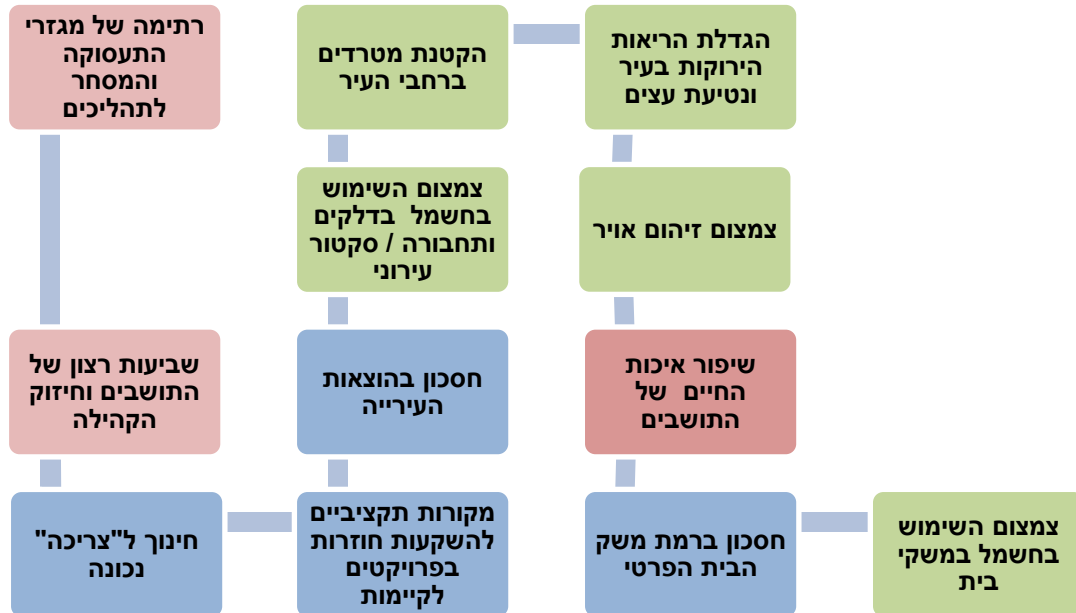 הגדלת הריאות
הירוקות בעיר
ונטיעת עצים
הקטנת מטרדים
ברחבי העיר
רתימה של מגזרי
התעסוקה
והמסחר
לתהליכים
צמצום זיהום אויר
צמצום השימוש
בחשמל בדלקים
ותחבורה / סקטור
עירוני
שיפור איכות
החיים של
התושבים
חסכון בהוצאות
העירייה
שביעות רצון של
התושבים וחיזוק
הקהילה
צמצום השימוש
בחשמל במשקי
בית
חסכון ברמת משק
הבית הפרטי
מקורות תקציביים
להשקעות חוזרות
בפרויקטים
לקיימות
חינוך ל"צריכה"
נכונה